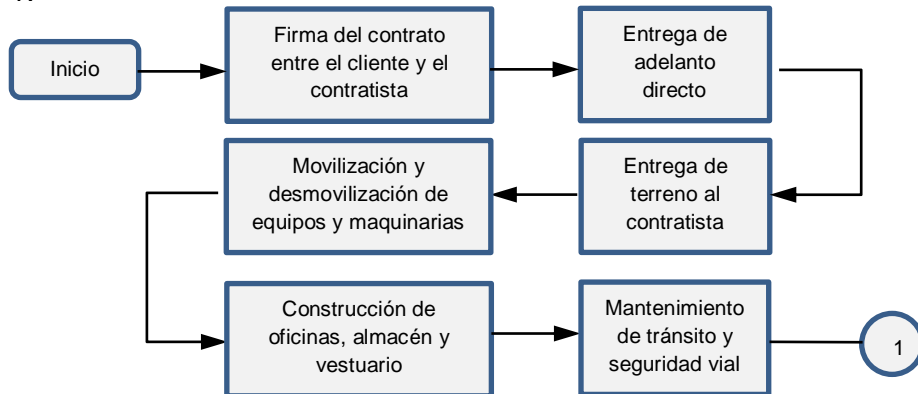 Inicio
Firma del contrato
entre el cliente y el
contratista
Entrega de
adelanto
directo
Entrega de
terreno al
contratista
Movilización y
desmovilización de
equipos y maquinarias
Construcción de
oficinas, almacén y
vestuario
Mantenimiento
de tránsito y
seguridad vial
1